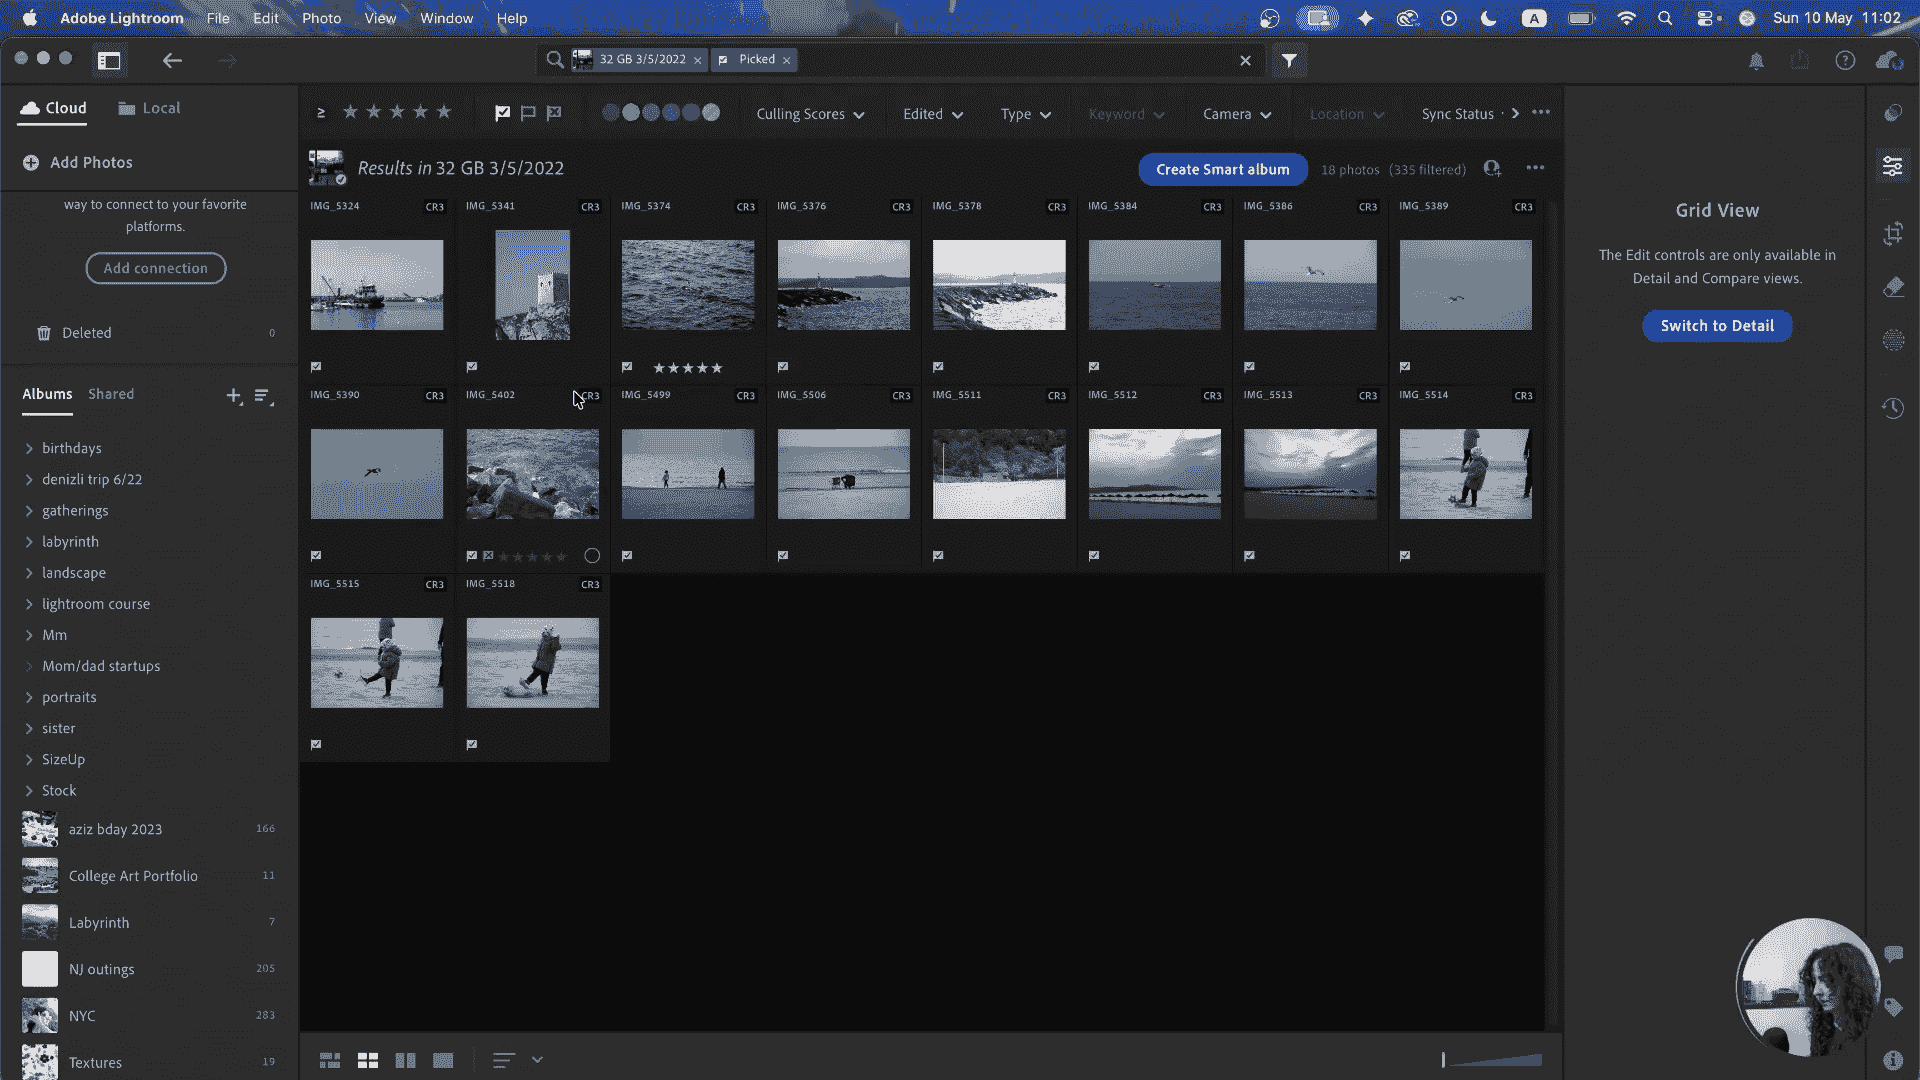 Adobe Lightroom File Edit Photo View Window Help
A Sun 10 May 11:02
32 GB 3/5/2022 Picked
Cloud Local
≥ Culling Scores Edited Type Keyword Camera Location Sync Status
Add Photos
Results in 32 GB 3/5/2022 Create Smart album 18 photos (335 filtered)
way to connect to your favorite
platforms.
Add connection
Deleted 0
Albums Shared
birthdays
denizli trip 6/22
gatherings
labyrinth
landscape
lightroom course
Mm
Mom/dad startups
portraits
sister
SizeUp
Stock
aziz bday 2023 166
College Art Portfolio 11
Labyrinth 7
NJ outings 205
NYC 283
Textures 19
IMG_5324 CR3 IMG_5341 CR3 IMG_5374 CR3 IMG_5376 CR3 IMG_5378 CR3 IMG_5384 CR3 IMG_5386 CR3 IMG_5389 CR3
IMG_5390 CR3 IMG_5402 CR3 IMG_5499 CR3 IMG_5506 CR3 IMG_5511 CR3 IMG_5512 CR3 IMG_5513 CR3 IMG_5514 CR3
IMG_5515 CR3 IMG_5518 CR3
Grid View
The Edit controls are only available in
Detail and Compare views.
Switch to Detail